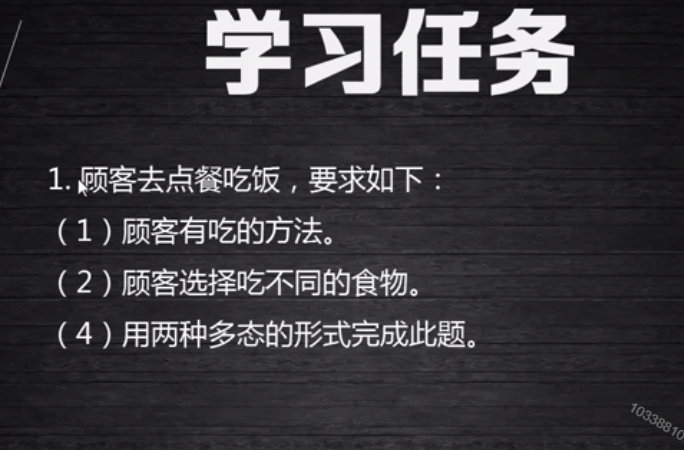 学习任务
1. 顾客去点餐吃饭，要求如下：
（1）顾客有吃的方法。
（2）顾客选择吃不同的食物。
（4）用两种多态的形式完成此题。
10338810